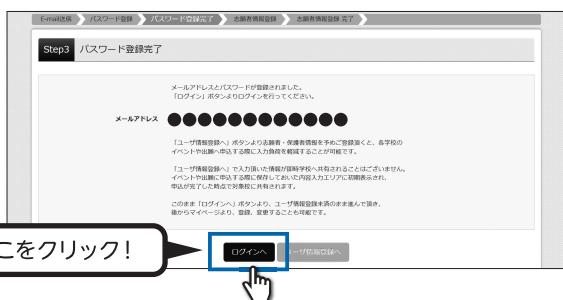 E-mail送信 パスワード登録 パスワード登録完了 志願者情報登録 志願者情報登録 完了
Step3 パスワード登録完了
メールアドレスとパスワードが登録されました。
「ログイン」ボタンよりログインを行ってください。
メールアドレス ●●●●●●●●●●●●
「ユーザ情報登録へ」ボタンより志願者・保護者情報を予めご登録頂くと、各学校の
イベントや出願へ申込する際に入力負荷を軽減することが可能です。
「ユーザ情報登録へ」で入力頂いた情報が即時学校へ共有されることはございません。
イベントや出願に申込する際に保存しておいた内容入力エリアに初期表示され、
申込が完了した時点で対象校に共有されます。
このまま「ログインへ」ボタンより、ユーザ情報登録未済のまま進んで頂き、
後からマイページより、登録、変更することも可能です。
こをクリック!
ログインへ ユーザ情報登録へ